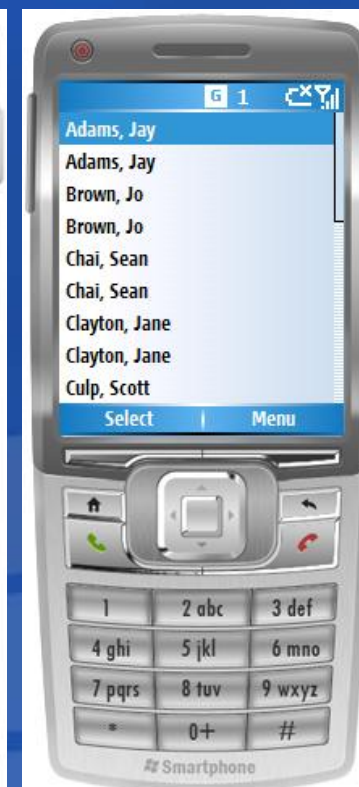 G 1
Adams, Jay
Adams, Jay
Brown, Jo
Brown, Jo
Chai, Sean
Chai, Sean
Clayton, Jane
Clayton, Jane
Culp, Scott
Select Menu
1 2 abc 3 def
4 ghi 5 jkl 6 mno
7 pqrs 8 tuv 9 wxyz
* 0+ #
Smartphone